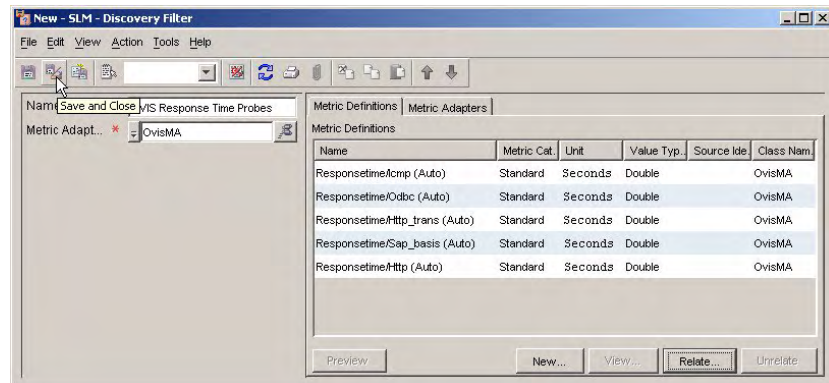 New - SLM - Discovery Filter
File Edit View Action Tools Help
Save and Close
Name VIS Response Time Probes
Metric Adapt... * OvisMA
Metric Definitions Metric Adapters
Metric Definitions
Name Metric Cat. Unit Value Typ.. Source Ide. Class Nam.
Responsetime/Icmp (Auto) Standard Seconds Double OvisMA
Responsetime/Odbc (Auto) Standard Seconds Double OvisMA
Responsetime/Http_trans (Auto) Standard Seconds Double OvisMA
Responsetime/Sap_basis (Auto) Standard Seconds Double OvisMA
Responsetime/Http (Auto) Standard Seconds Double OvisMA
Preview New... View... Relate... Unrelate